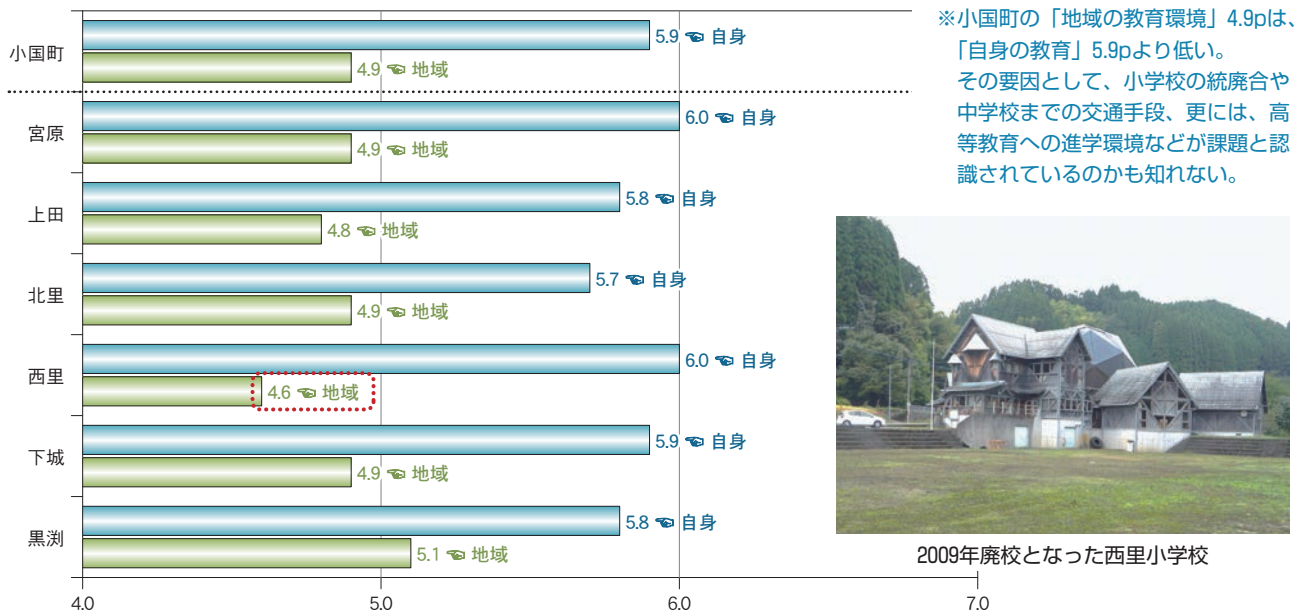 小国町
5.9 ☜ 自身
4.9 ☜ 地域
宮原
6.0 ☜ 自身
4.9 ☜ 地域
上田
5.8 ☜ 自身
4.8 ☜ 地域
北里
5.7 ☜ 自身
4.9 ☜ 地域
西里
6.0 ☜ 自身
4.6 ☜ 地域
下城
5.9 ☜ 自身
4.9 ☜ 地域
黒渕
5.8 ☜ 自身
5.1 ☜ 地域
4.0 5.0 6.0 7.0
※小国町の「地域の教育環境」4.9pは、
「自身の教育」5.9pより低い。
その要因として、小学校の統廃合や
中学校までの交通手段、更には、高
等教育への進学環境などが課題と認
識されているのかも知れない。
2009年廃校となった西里小学校